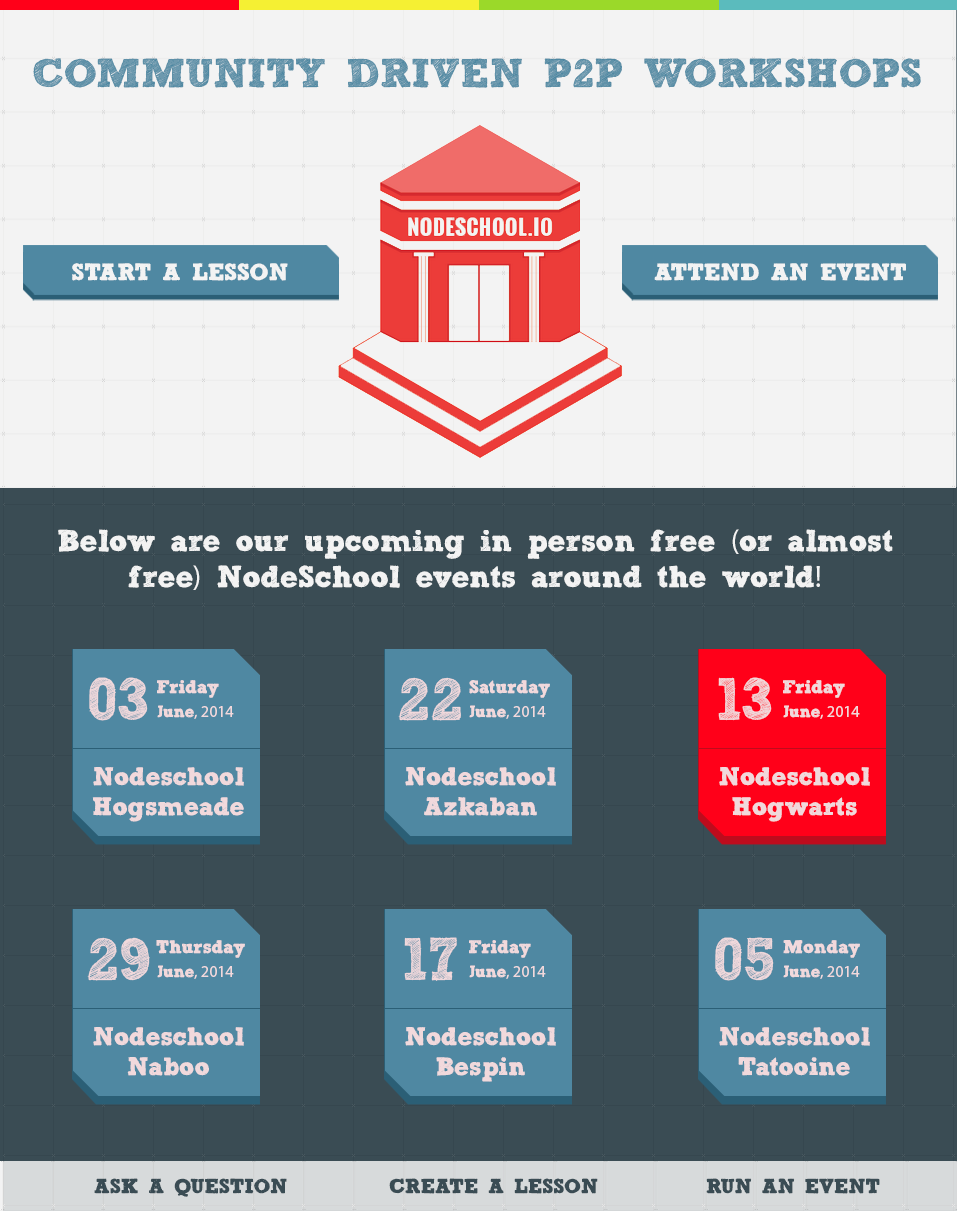 COMMUNITY DRIVEN P2P WORKSHOPS
NODESCHOOL.IO
START A LESSON
ATTEND AN EVENT
Below are our upcoming in person free (or almost
free) NodeSchool events around the world!
03 Friday
June, 2014
Nodeschool
Hogsmeade
22 Saturday
June, 2014
Nodeschool
Azkaban
13 Friday
June, 2014
Nodeschool
Hogwarts
29 Thursday
June, 2014
Nodeschool
Naboo
17 Friday
June, 2014
Nodeschool
Bespin
05 Monday
June, 2014
Nodeschool
Tatooine
ASK A QUESTION
CREATE A LESSON
RUN AN EVENT